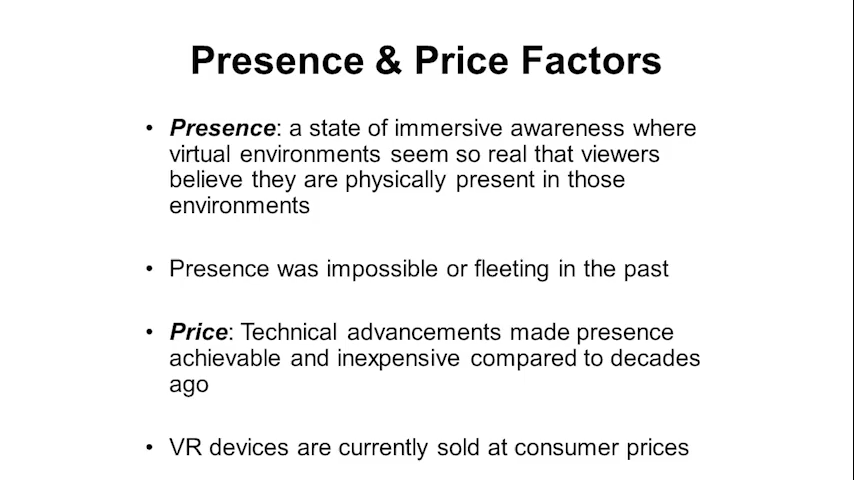 Presence & Price Factors
• Presence: a state of immersive awareness where
virtual environments seem so real that viewers
believe they are physically present in those
environments
• Presence was impossible or fleeting in the past
• Price: Technical advancements made presence
achievable and inexpensive compared to decades
ago
• VR devices are currently sold at consumer prices